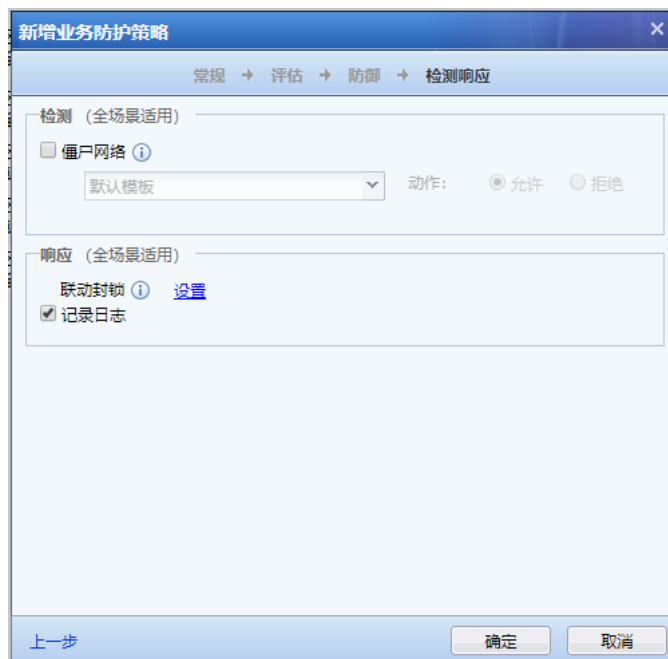 新增业务防护策略
常规 → 评估 → 防御 → 检测响应
检测 (全场景适用)
僵尸网络
默认模板 动作: 允许 拒绝
响应 (全场景适用)
联动封锁 设置
记录日志
上一步 确定 取消